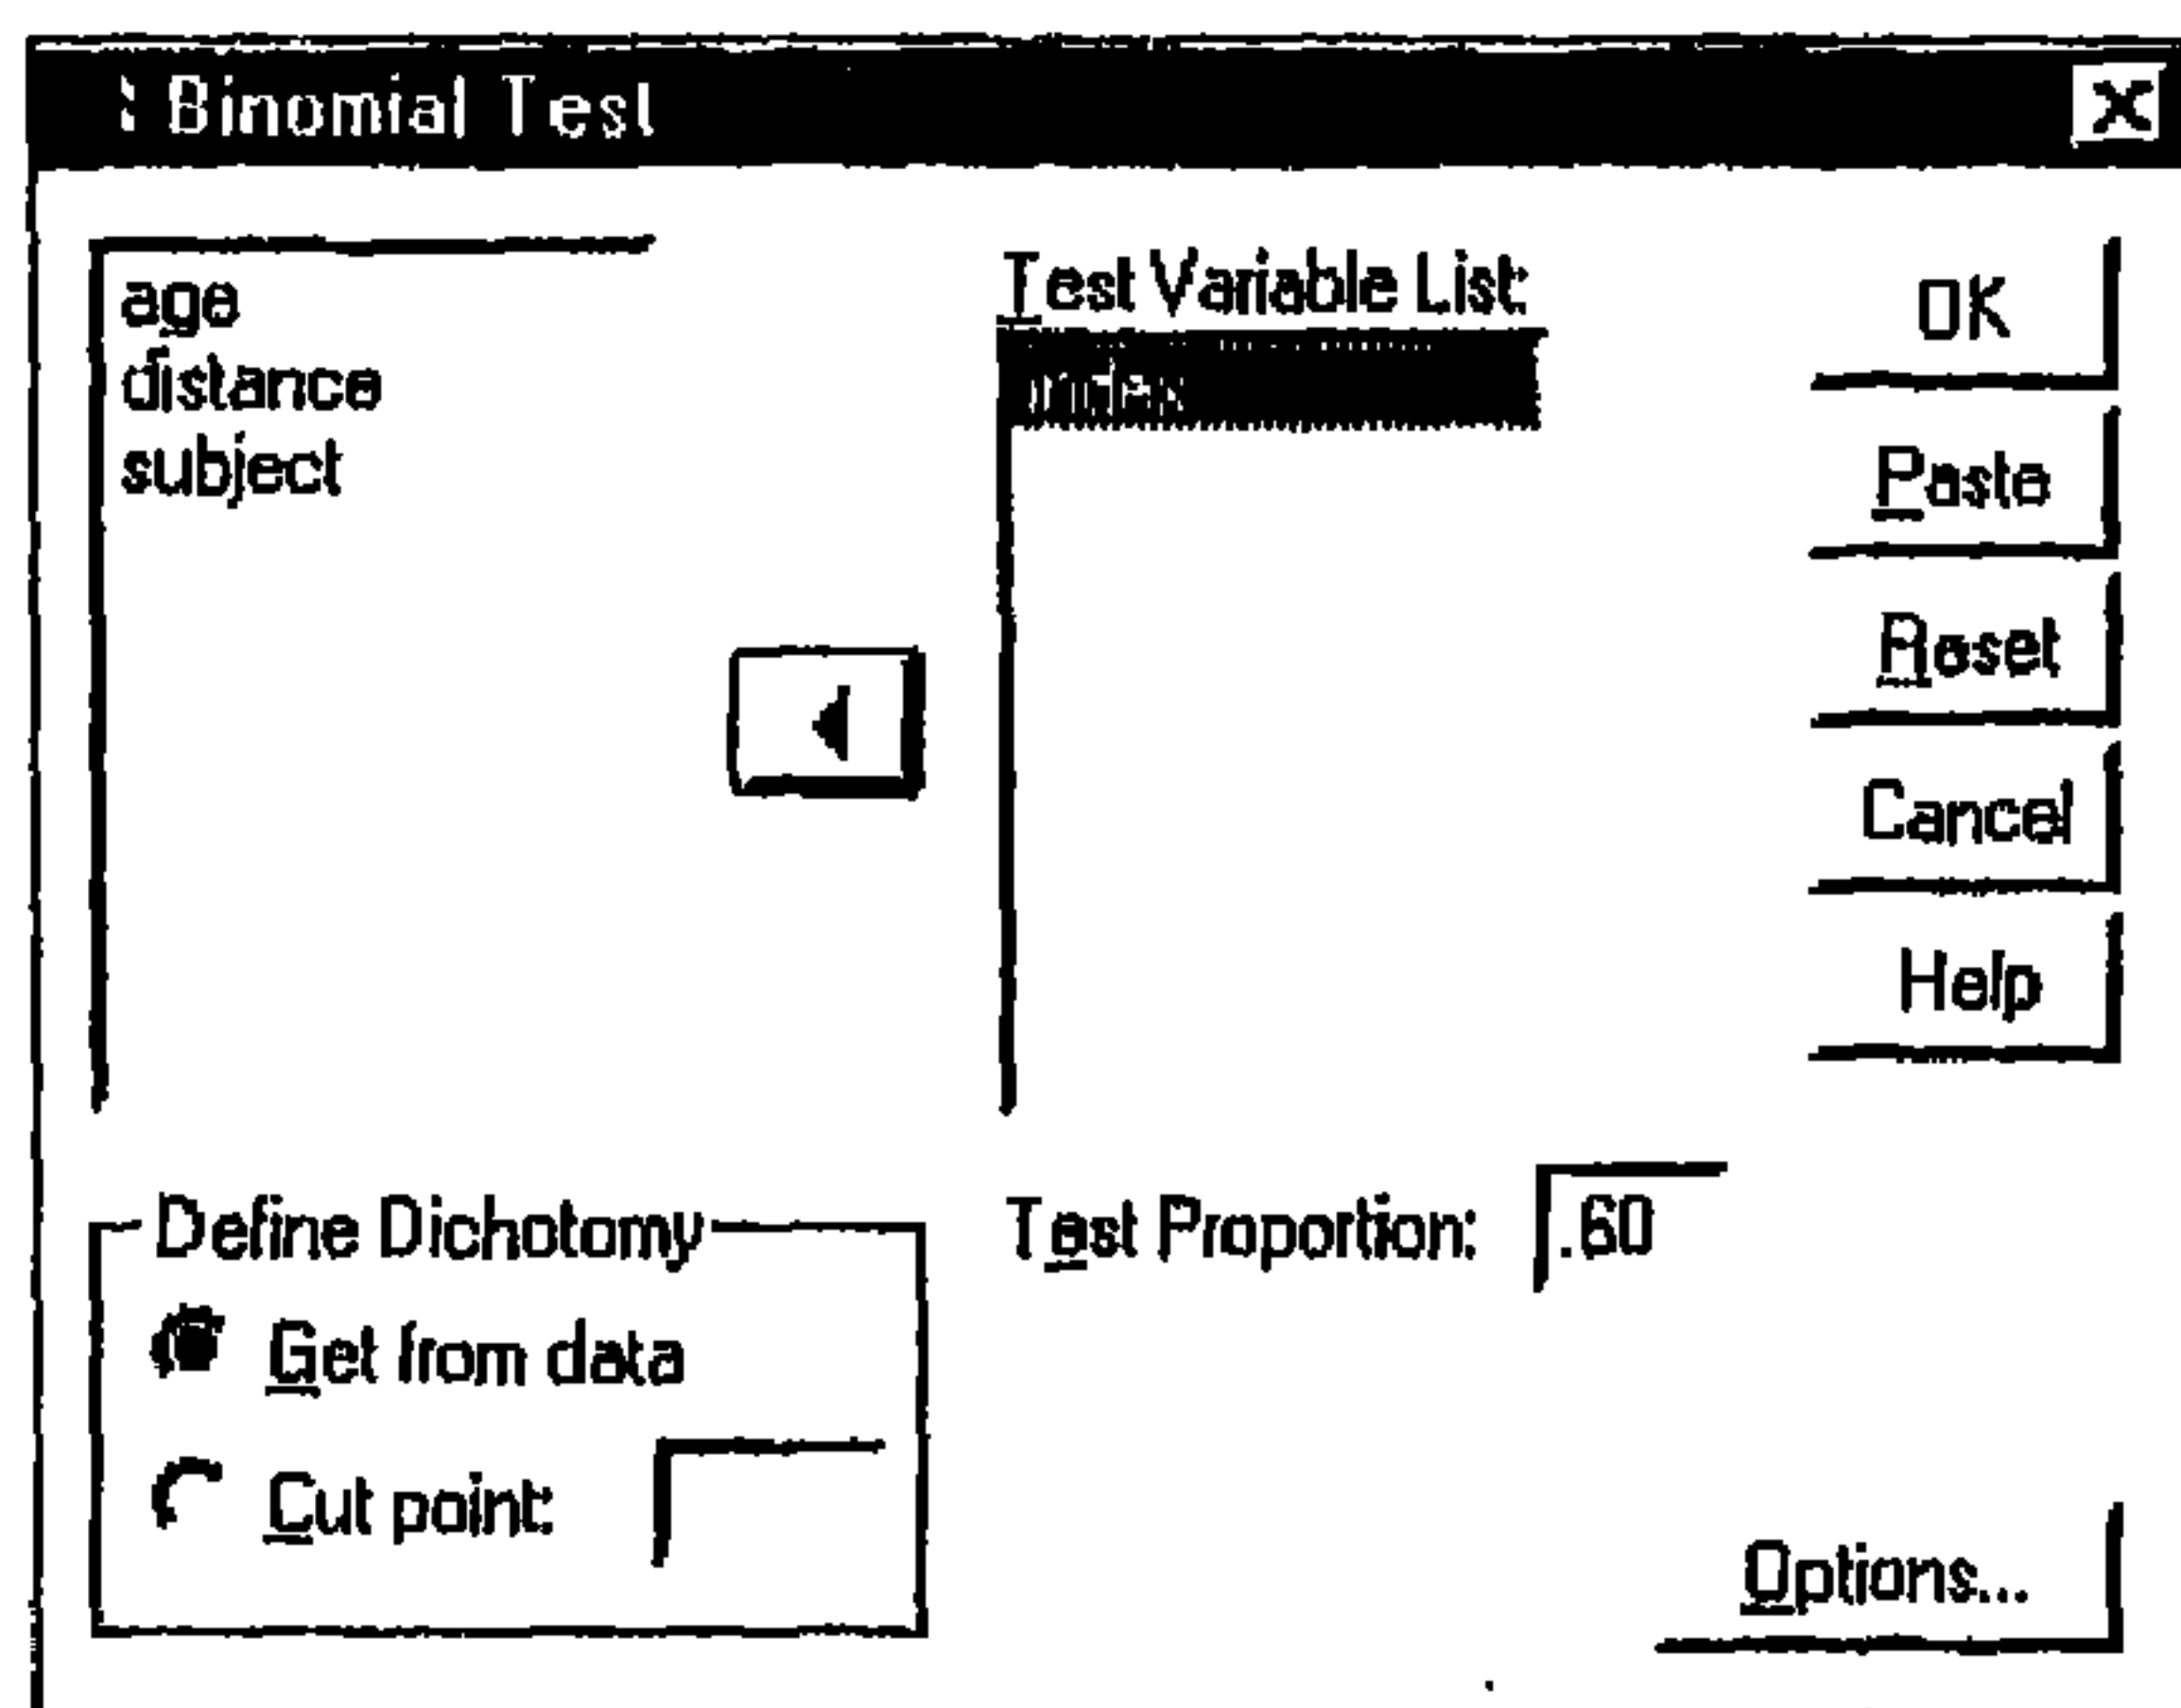 Binomial Test
age
distance
subject
Test Variable List:
OK
Paste
Reset
Cancel
Help
Define Dichotomy
Get from data
Cut point:
Test Proportion: .60
Options...